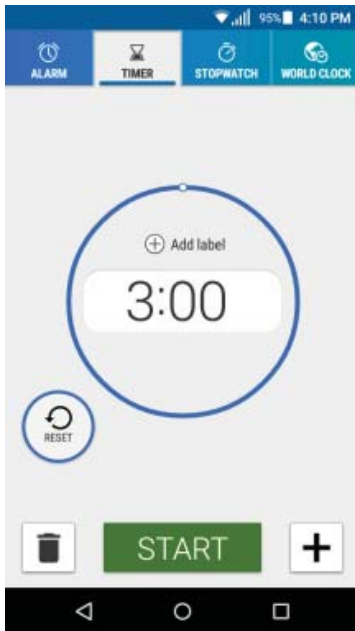 95% 4:10 PM
ALARM TIMER STOPWATCH WORLD CLOCK
Add label
3:00
RESET
START